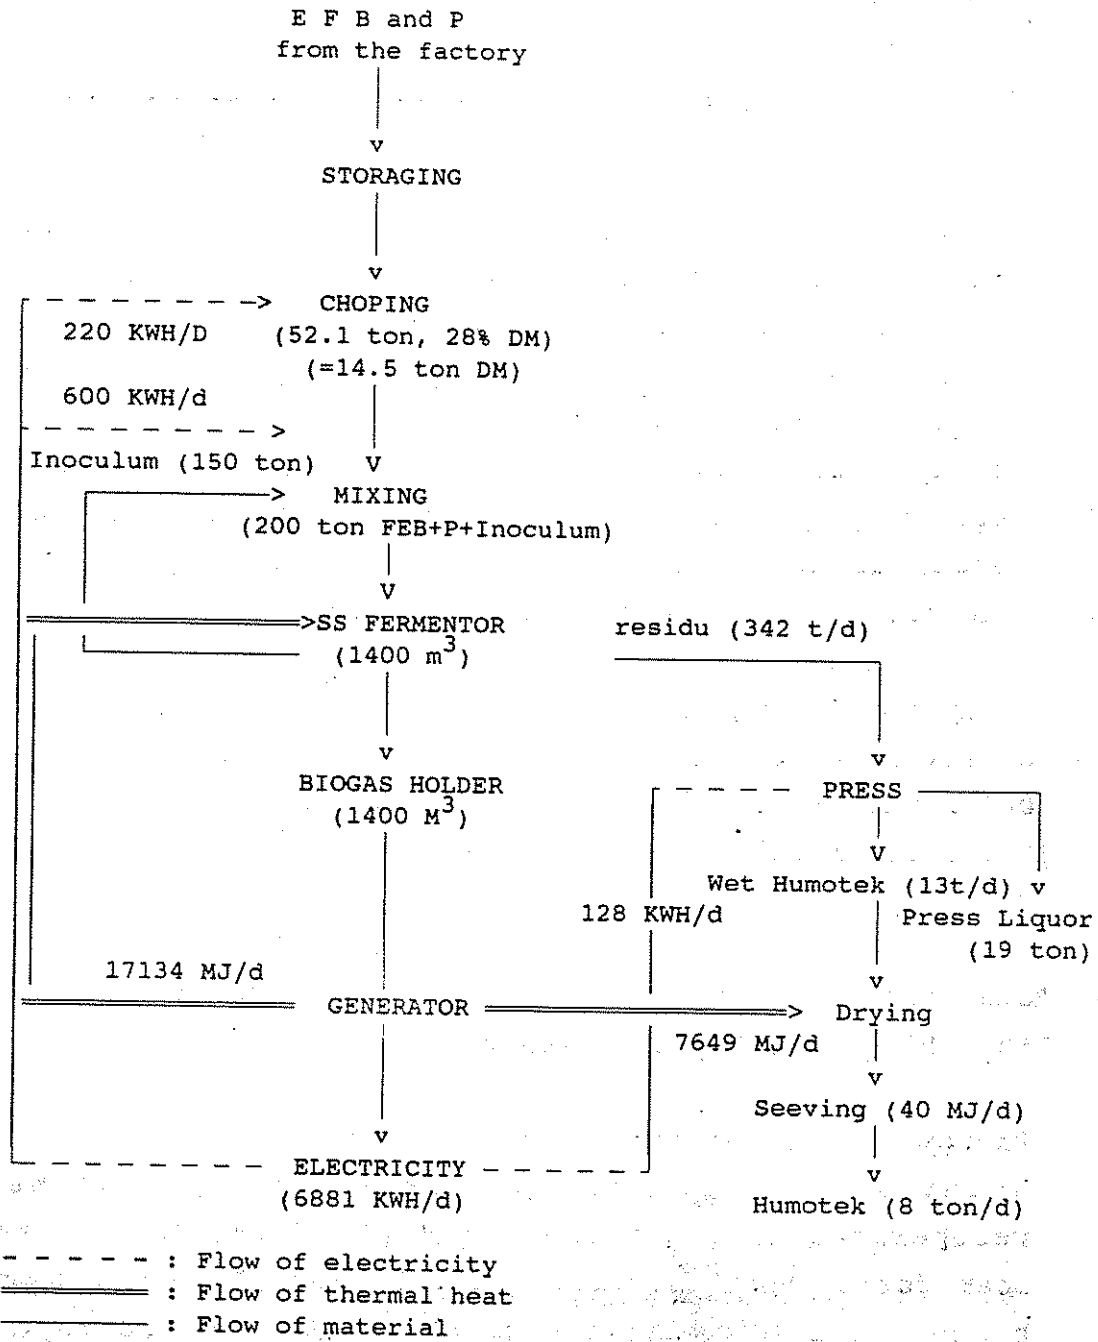 E F B and P
from the factory
v
STORAGING
v
CHOPING
220 KWH/D
(52.1 ton, 28% DM)
(=14.5 ton DM)
600 KWH/d
Inoculum (150 ton)
V
MIXING
(200 ton FEB+P+Inoculum)
V
SS FERMENTOR
residu (342 t/d)
(1400 m3)
v
v
BIOGAS HOLDER
PRESS
(1400 M3)
V
Wet Humotek (13t/d) v
128 KWH/d
Press Liquor
(19 ton)
17134 MJ/d
v
GENERATOR
Drying
7649 MJ/d
v
Seeving (40 MJ/d)
v
ELECTRICITY
v
(6881 KWH/d)
Humotek (8 ton/d)
: Flow of electricity
: Flow of thermal heat
: Flow of material